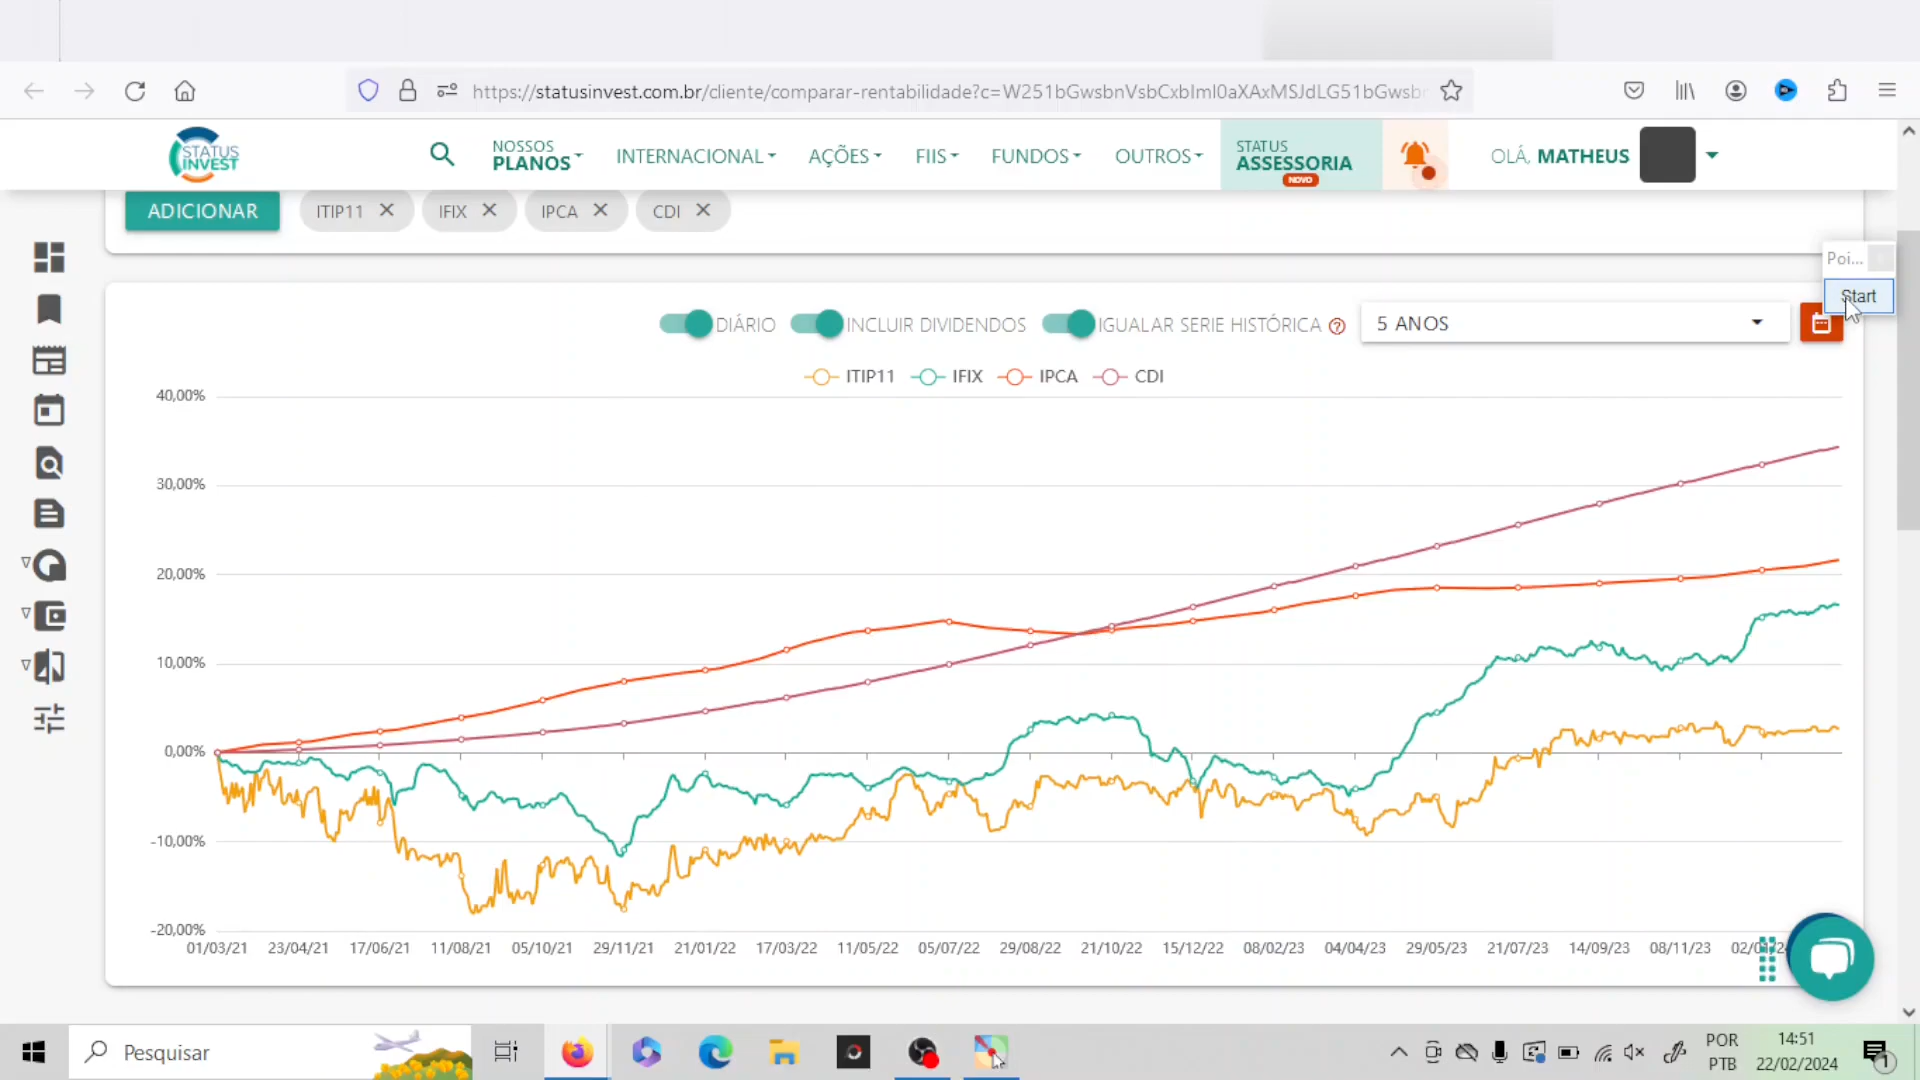 https://statusinvest.com.br/cliente/comparar-rentabilidade?c=W251bGwsbnVsbCxbIml0aXAxMSJdLG51bGwsbn
STATUS INVEST
NOSSOS PLANOS
INTERNACIONAL
AÇÕES
FIIS
FUNDOS
OUTROS
STATUS ASSESSORIA
NOVO
OLÁ, MATHEUS
ADICIONAR
ITIP11
IFIX
IPCA
CDI
Poi...
Start
DIÁRIO
INCLUIR DIVIDENDOS
IGUALAR SERIE HISTÓRICA
5 ANOS
ITIP11 IFIX IPCA CDI
40,00%
30,00%
20,00%
10,00%
0,00%
-10,00%
-20,00%
01/03/21 23/04/21 17/06/21 11/08/21 05/10/21 29/11/21 21/01/22 17/03/22 11/05/22 05/07/22 29/08/22 21/10/22 15/12/22 08/02/23 04/04/23 29/05/23 21/07/23 14/09/23 08/11/23
Pesquisar
POR
PTB
14:51
22/02/2024
1